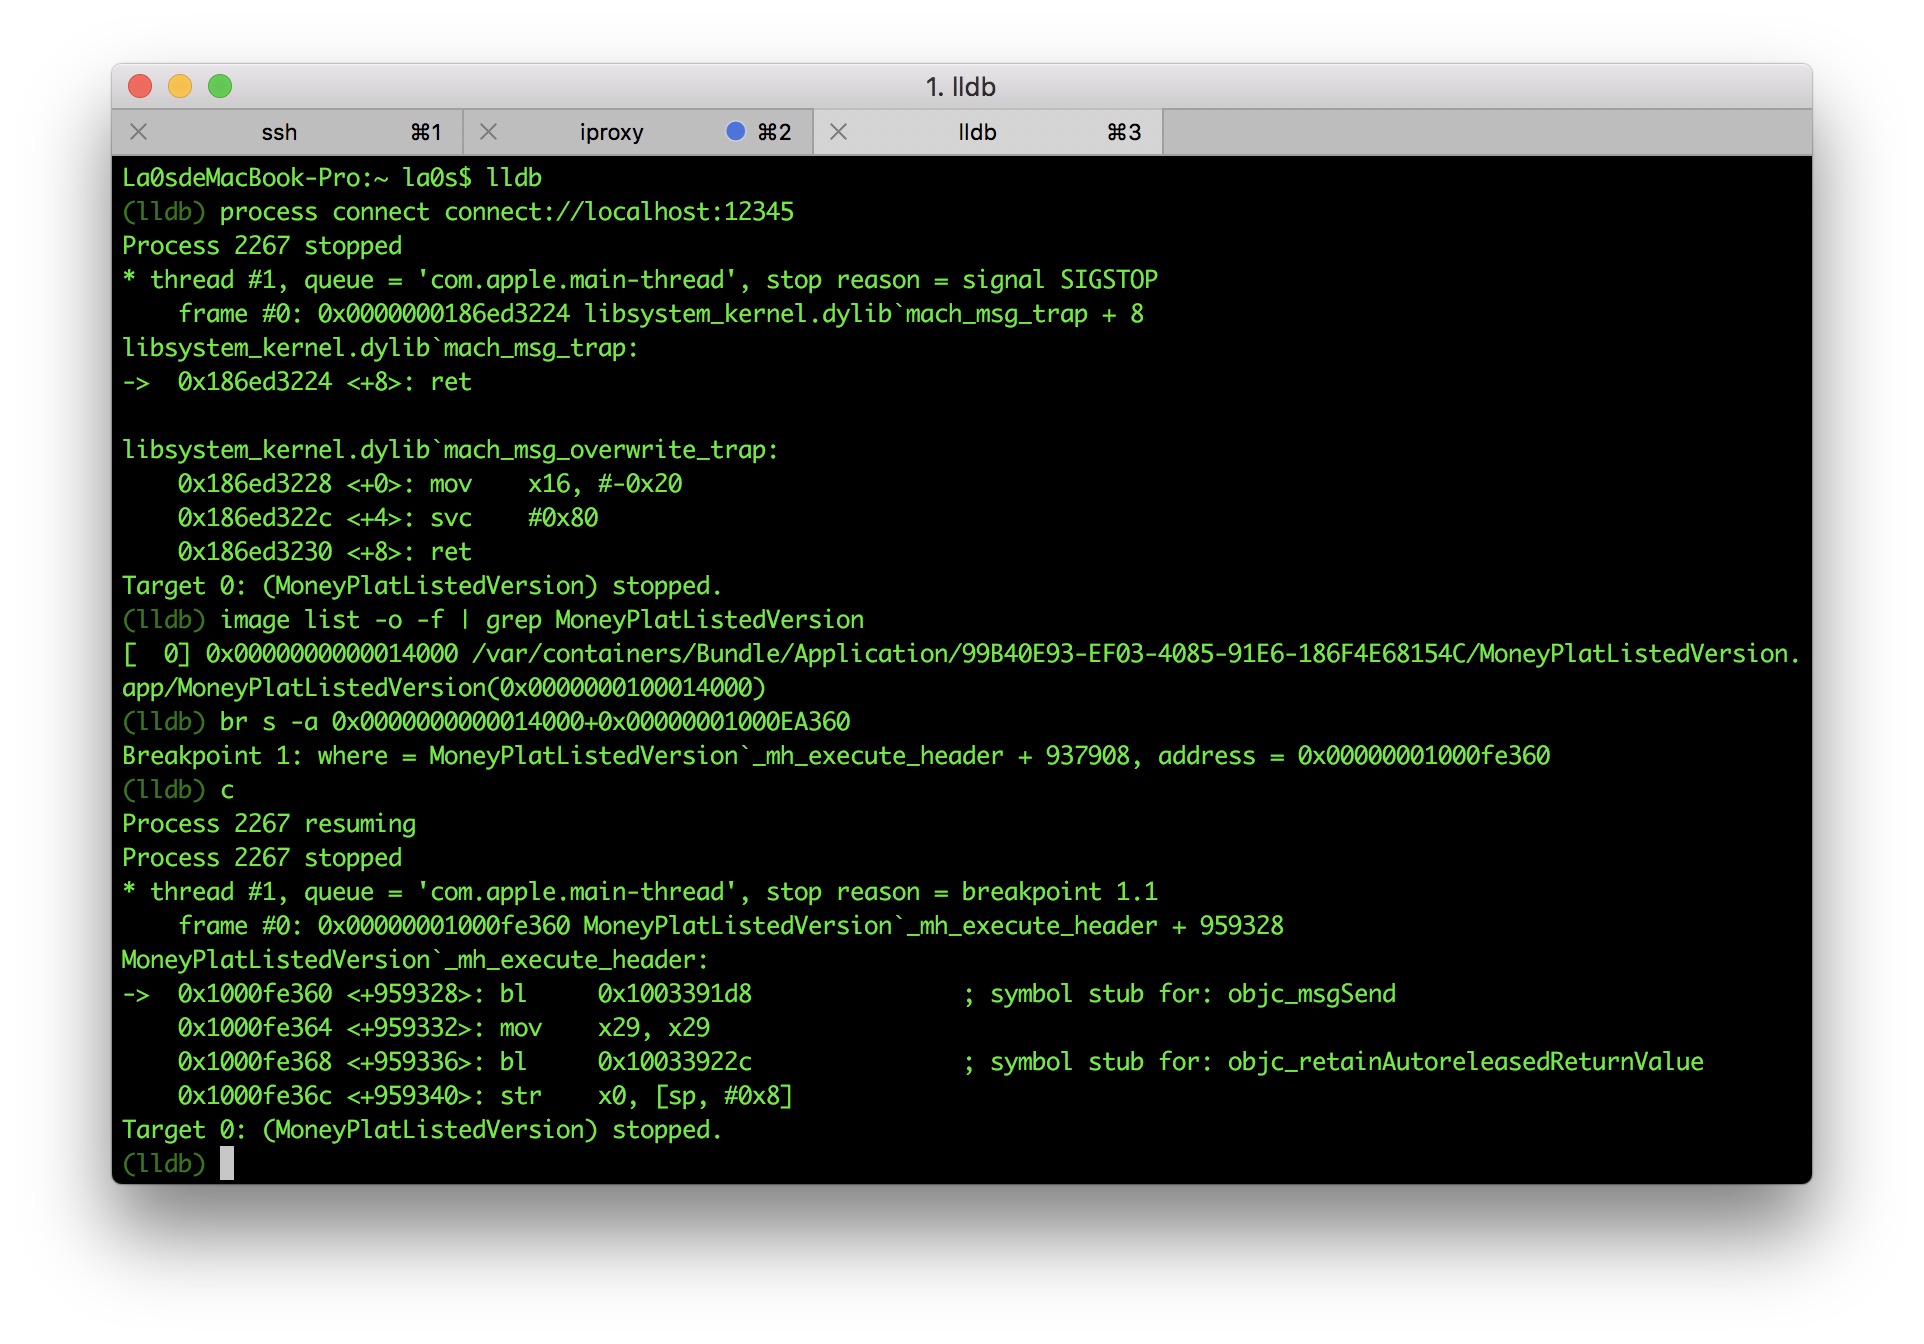 1. lldb
ssh ⌘1 iproxy ⌘2 lldb ⌘3
La0sdeMacBook-Pro:~ la0s$ lldb
(lldb) process connect connect://localhost:12345
Process 2267 stopped
* thread #1, queue = 'com.apple.main-thread', stop reason = signal SIGSTOP
    frame #0: 0x0000000186ed3224 libsystem_kernel.dylib`mach_msg_trap + 8
libsystem_kernel.dylib`mach_msg_trap:
->  0x186ed3224 <+8>: ret
libsystem_kernel.dylib`mach_msg_overwrite_trap:
    0x186ed3228 <+0>: mov    x16, #-0x20
    0x186ed322c <+4>: svc    #0x80
    0x186ed3230 <+8>: ret
Target 0: (MoneyPlatListedVersion) stopped.
(lldb) image list -o -f | grep MoneyPlatListedVersion
[  0] 0x0000000000014000 /var/containers/Bundle/Application/99B40E93-EF03-4085-91E6-186F4E68154C/MoneyPlatListedVersion.
app/MoneyPlatListedVersion(0x0000000100014000)
(lldb) br s -a 0x0000000000014000+0x00000001000EA360
Breakpoint 1: where = MoneyPlatListedVersion`_mh_execute_header + 937908, address = 0x00000001000fe360
(lldb) c
Process 2267 resuming
Process 2267 stopped
* thread #1, queue = 'com.apple.main-thread', stop reason = breakpoint 1.1
    frame #0: 0x00000001000fe360 MoneyPlatListedVersion`_mh_execute_header + 959328
MoneyPlatListedVersion`_mh_execute_header:
->  0x1000fe360 <+959328>: bl     0x1003391d8               ; symbol stub for: objc_msgSend
    0x1000fe364 <+959332>: mov    x29, x29
    0x1000fe368 <+959336>: bl     0x10033922c               ; symbol stub for: objc_retainAutoreleasedReturnValue
    0x1000fe36c <+959340>: str    x0, [sp, #0x8]
Target 0: (MoneyPlatListedVersion) stopped.
(lldb)